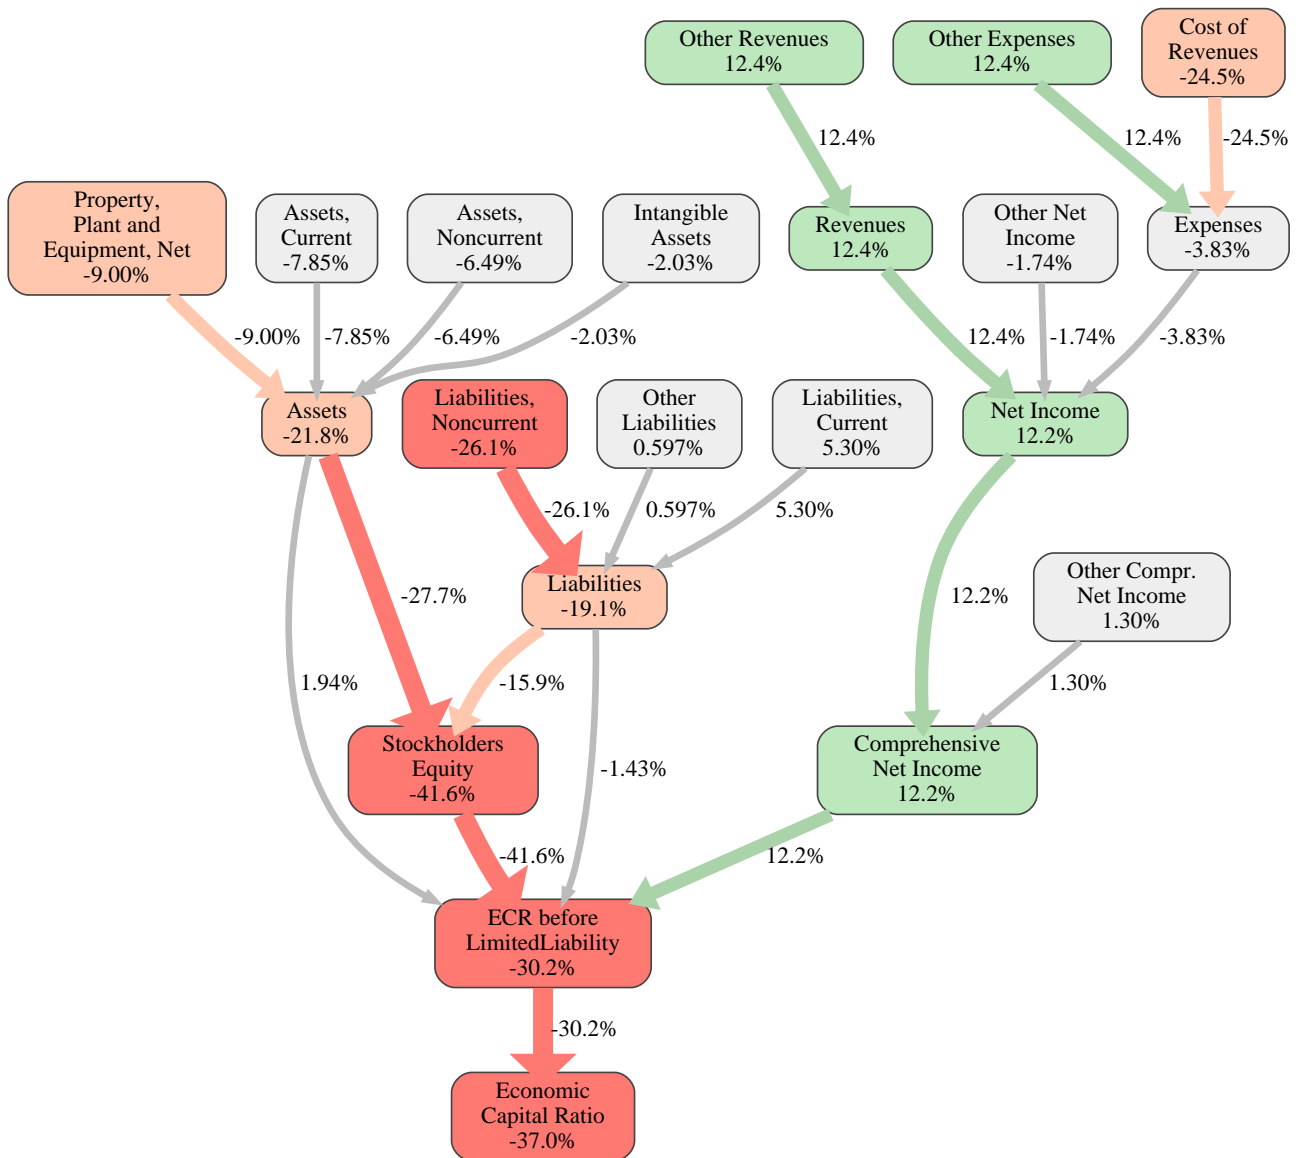 Other Revenues
12.4%
Other Expenses
12.4%
Cost of
Revenues
-24.5%
12.4%
12.4%
-24.5%
Property,
Plant and
Equipment, Net
-9.00%
Assets,
Current
-7.85%
Assets,
Noncurrent
-6.49%
Intangible
Assets
-2.03%
Revenues
12.4%
Other Net
Income
-1.74%
Expenses
-3.83%
-9.00%
-7.85%
-6.49%
-2.03%
12.4%
-1.74%
-3.83%
Assets
-21.8%
Liabilities,
Noncurrent
-26.1%
Other
Liabilities
0.597%
Liabilities,
Current
5.30%
Net Income
12.2%
-26.1%
0.597%
5.30%
-27.7%
Liabilities
-19.1%
12.2%
Other Compr.
Net Income
1.30%
1.94%
-15.9%
1.30%
Stockholders
Equity
-41.6%
-1.43%
Comprehensive
Net Income
12.2%
-41.6%
12.2%
ECR before
LimitedLiability
-30.2%
-30.2%
Economic
Capital Ratio
-37.0%